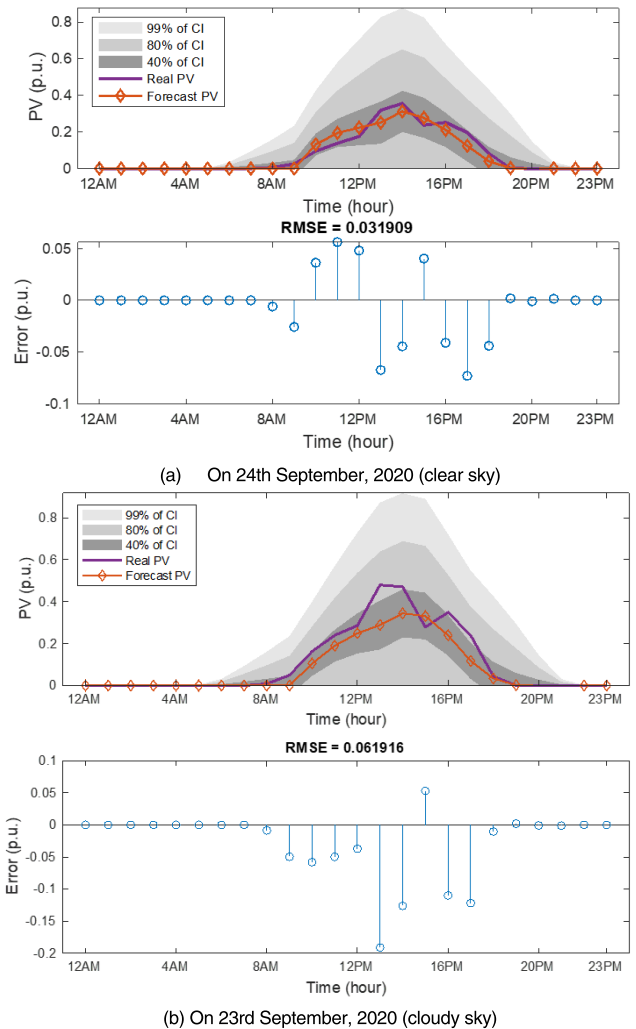 0.8
0.6
0.4
0.2
0
PV (p.u.)
99% of CI
80% of CI
40% of CI
Real PV
Forecast PV
12AM 4AM 8AM 12PM 16PM 20PM 23PM
Time (hour)
RMSE = 0.031909
0.05
0
-0.05
-0.1
Error (p.u.)
12AM 4AM 8AM 12PM 16PM 20PM 23PM
Time (hour)
(a) On 24th September, 2020 (clear sky)
0.8
0.6
0.4
0.2
0
PV (p.u.)
99% of CI
80% of CI
40% of CI
Real PV
Forecast PV
12AM 4AM 8AM 12PM 16PM 20PM 23PM
Time (hour)
RMSE = 0.061916
0.1
0.05
0
-0.05
-0.1
-0.15
-0.2
Error (p.u.)
12AM 4AM 8AM 12PM 16PM 20PM 23PM
Time (hour)
(b) On 23rd September, 2020 (cloudy sky)